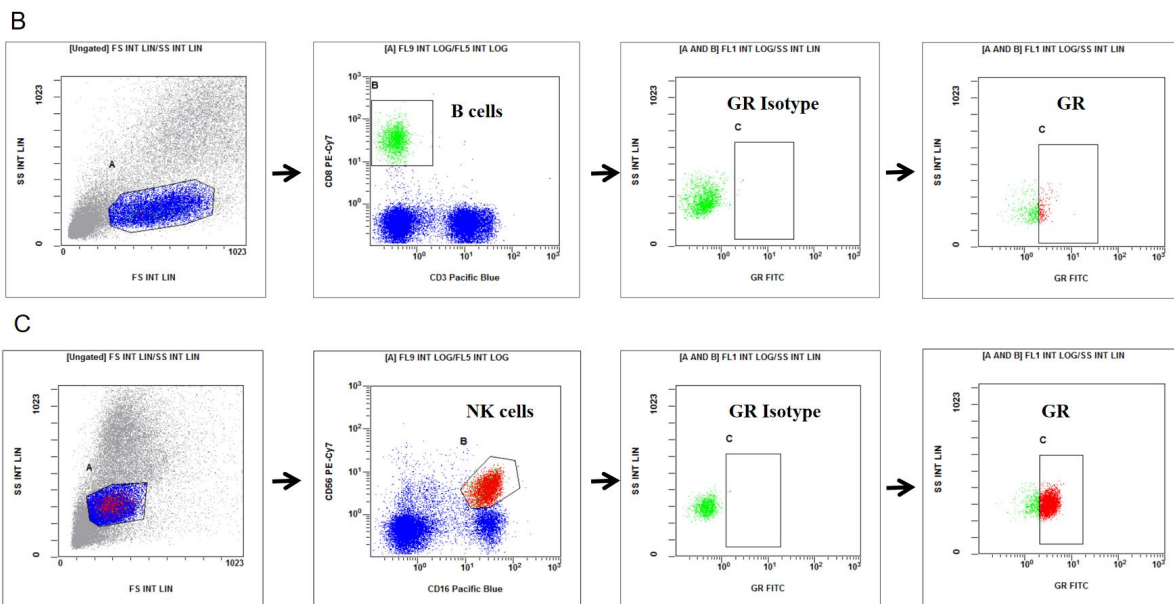 B
[Ungated] FS INT LIN/SS INT LIN
SS INT LIN
1023
0
A
0
1023
FS INT LIN
[A] FL9 INT LOG/FL5 INT LOG
CD8 PE-Cy7
10³
10²
10¹
10⁰
B
B cells
10⁰ 10¹ 10² 10³
CD3 Pacific Blue
[A AND B] FL1 INT LOG/SS INT LIN
SS INT LIN
1023
0
GR Isotype
C
10⁰ 10¹ 10² 10³
GR FITC
[A AND B] FL1 INT LOG/SS INT LIN
SS INT LIN
1023
0
GR
C
10⁰ 10¹ 10² 10³
GR FITC
C
[Ungated] FS INT LIN/SS INT LIN
SS INT LIN
1023
0
A
0
1023
FS INT LIN
[A] FL9 INT LOG/FL5 INT LOG
CD56 PE-Cy7
10³
10²
10¹
10⁰
NK cells
B
10⁰ 10¹ 10² 10³
CD16 Pacific Blue
[A AND B] FL1 INT LOG/SS INT LIN
SS INT LIN
1023
0
GR Isotype
C
10⁰ 10¹ 10² 10³
GR FITC
[A AND B] FL1 INT LOG/SS INT LIN
SS INT LIN
1023
0
GR
C
10⁰ 10¹ 10² 10³
GR FITC